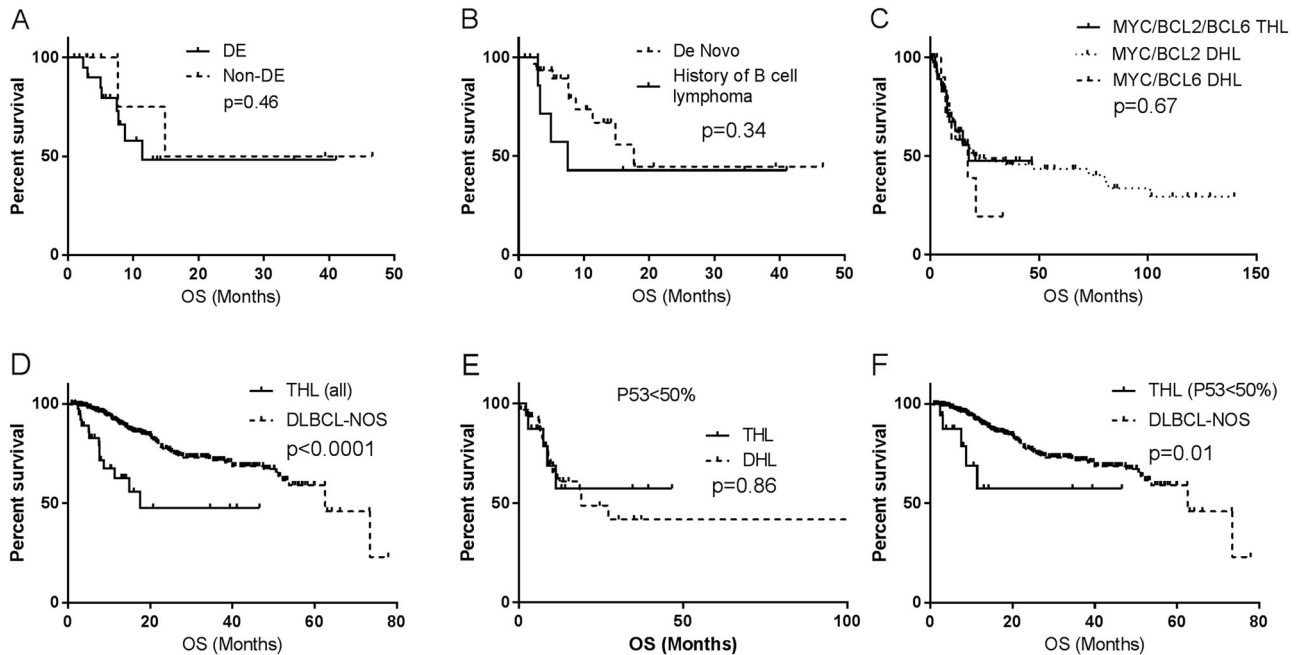 A
Percent survival
100
50
0
DE
Non-DE
p=0.46
0 10 20 30 40 50
OS (Months)
B
Percent survival
100
50
0
De Novo
History of B cell
lymphoma
p=0.34
0 10 20 30 40 50
OS (Months)
C
Percent survival
100
50
0
MYC/BCL2/BCL6 THL
MYC/BCL2 DHL
MYC/BCL6 DHL
p=0.67
0 50 100 150
OS (Months)
D
Percent survival
100
50
0
THL (all)
DLBCL-NOS
p<0.0001
0 20 40 60 80
OS (Months)
E
Percent survival
100
50
0
P53<50%
THL
DHL
p=0.86
0 50 100
OS (Months)
F
Percent survival
100
50
0
THL (P53<50%)
DLBCL-NOS
p=0.01
0 20 40 60 80
OS (Months)